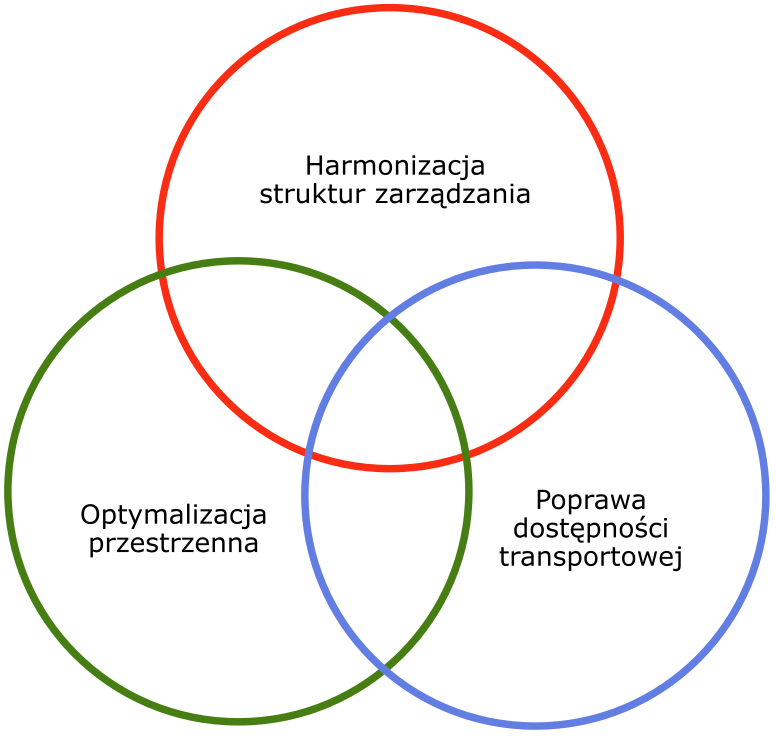 Harmonizacja
struktur zarządzania
Optymalizacja
przestrzenna
Poprawa
dostępności
transportowej